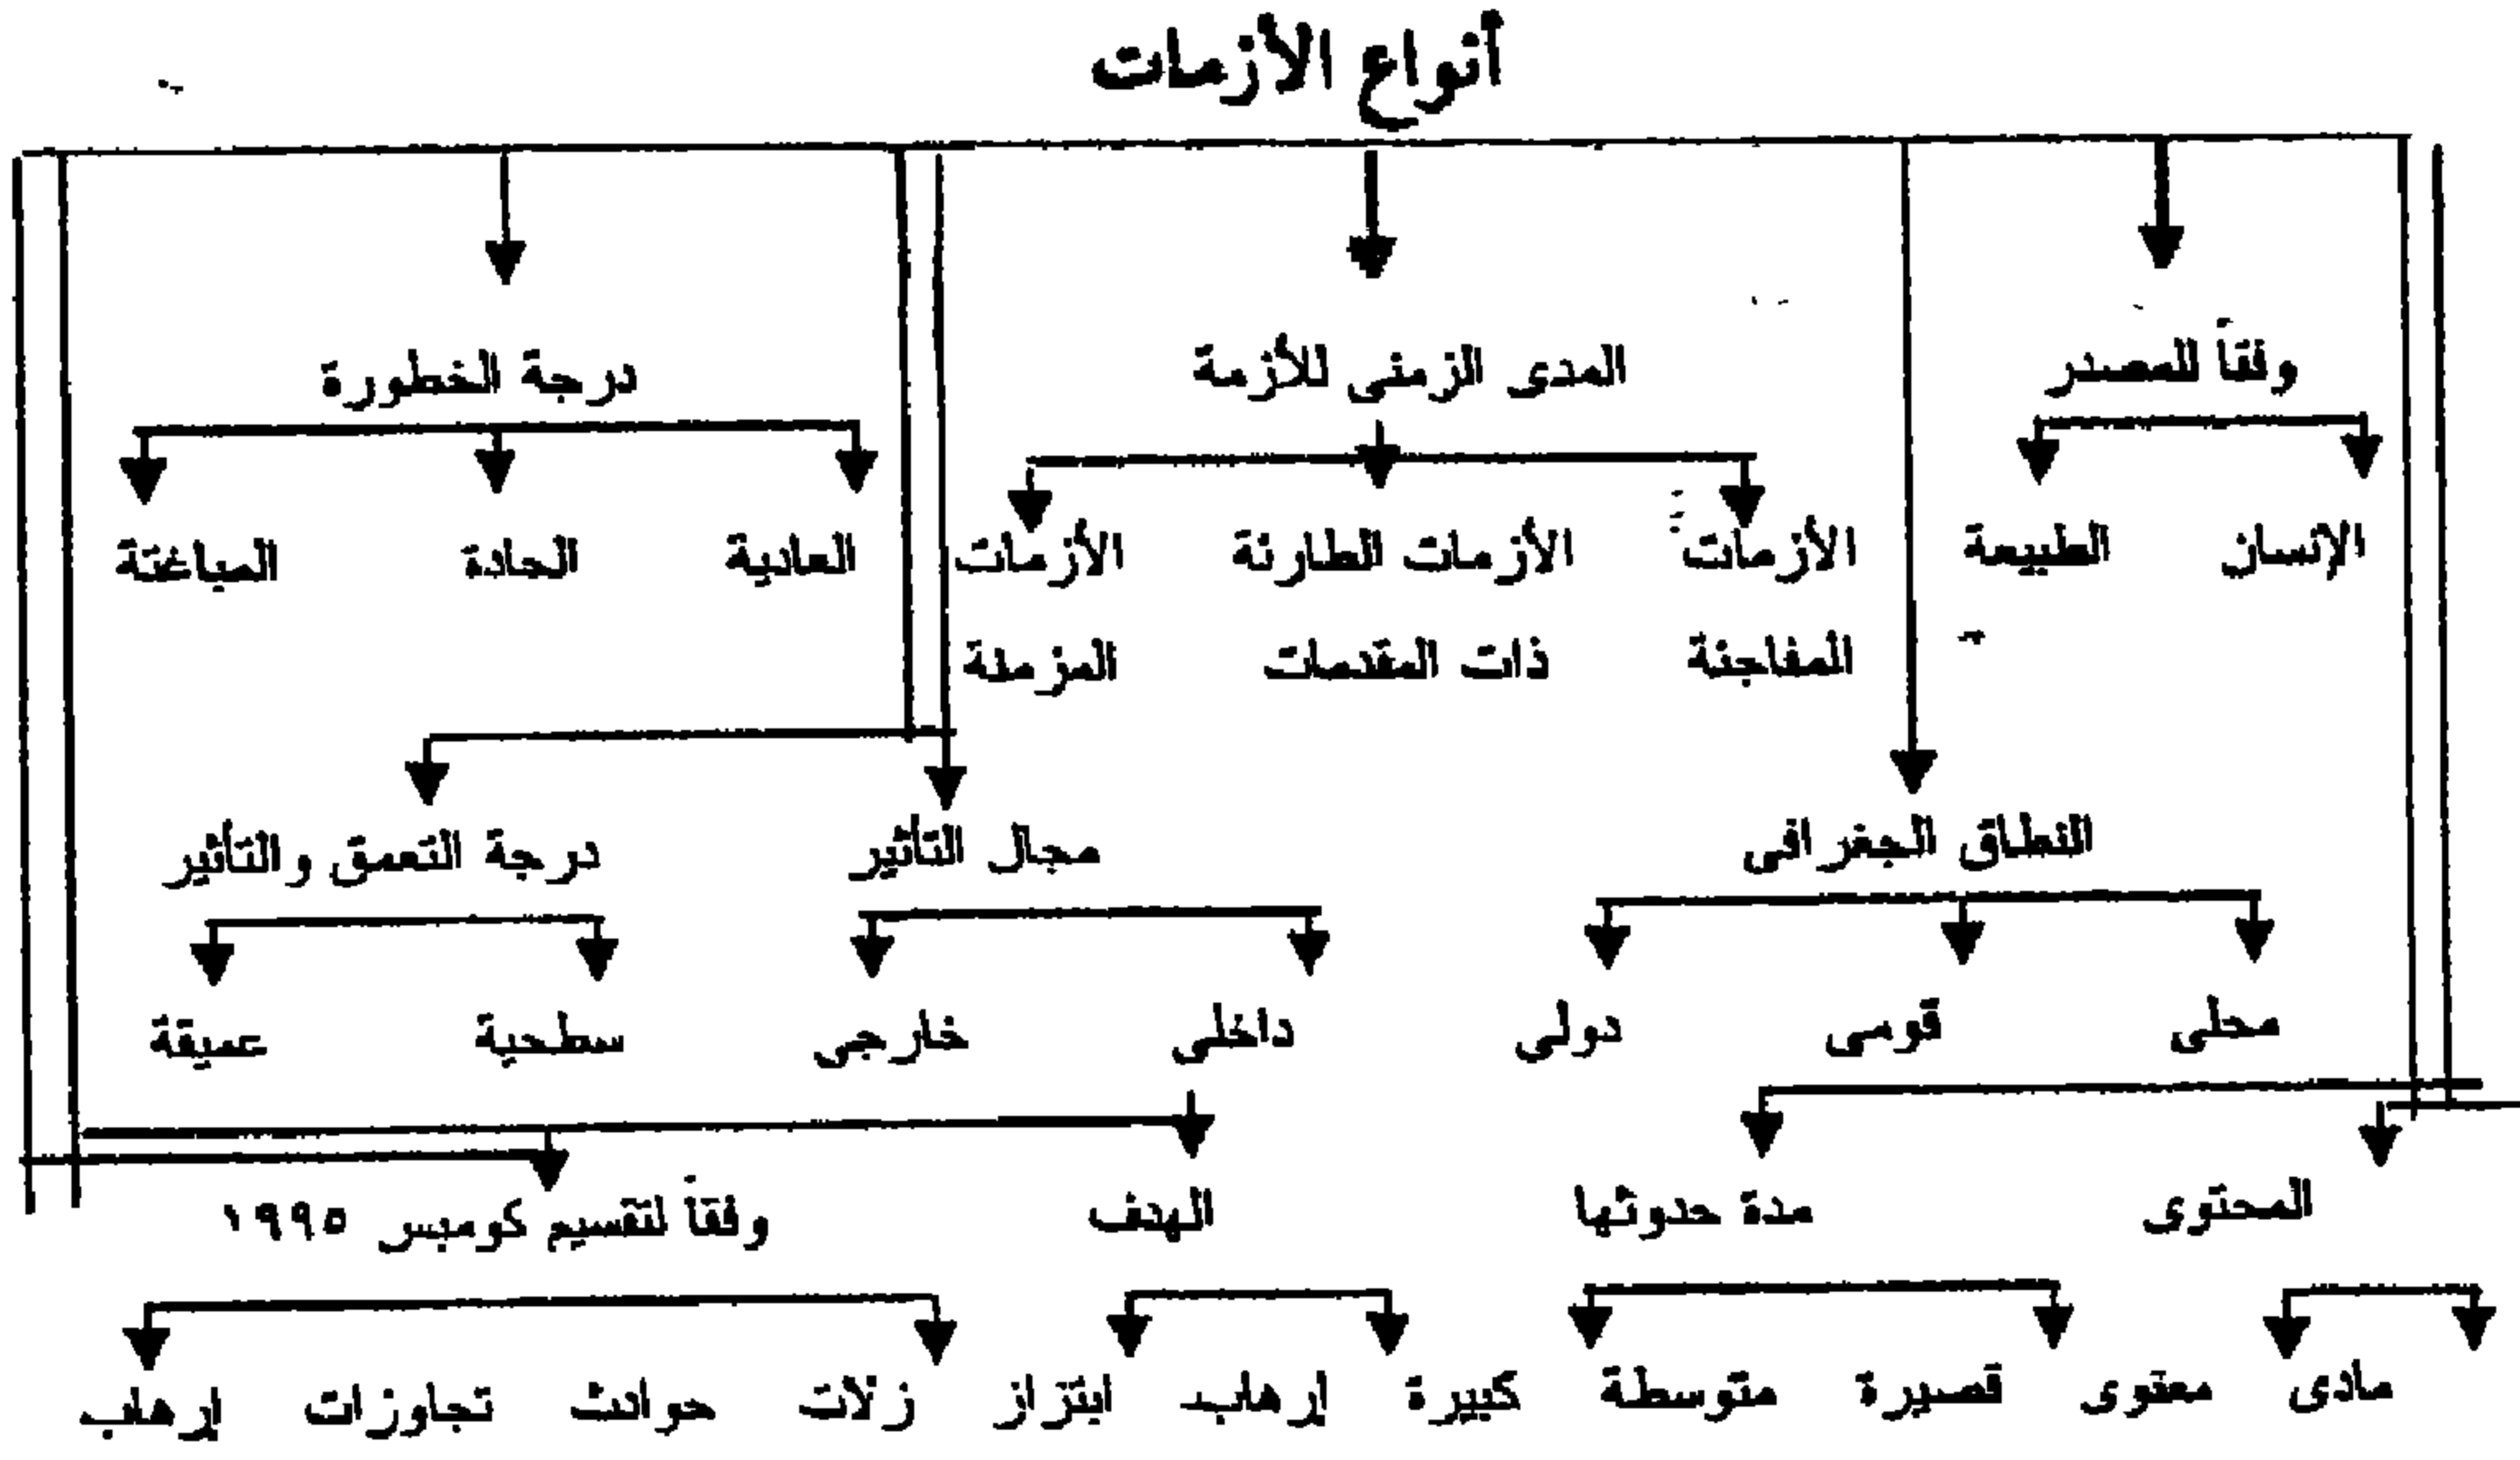 أنواع الأزمات
وفقاً للمصدر المدى الزمنى للأزمة درجة الخطورة
الإنسان الطبيعة الأزمات الأزمات الطارئة الأزمات العادية الحادة المباغتة
المفاجئة ذات المقدمات المزمنة
النطاق الجغرافى مجال التأثير درجة التعمق والتأثير
محلى قومى دولى داخلى خارجى سطحية عميقة
المحتوى مدة حدوثها الهدف وفقاً لتقسيم كومبس ١٩٩٥
مادى معنوى قصيرة متوسطة كبيرة إرهاب ابتزاز زلات حوادث تجاوزات إرهاب